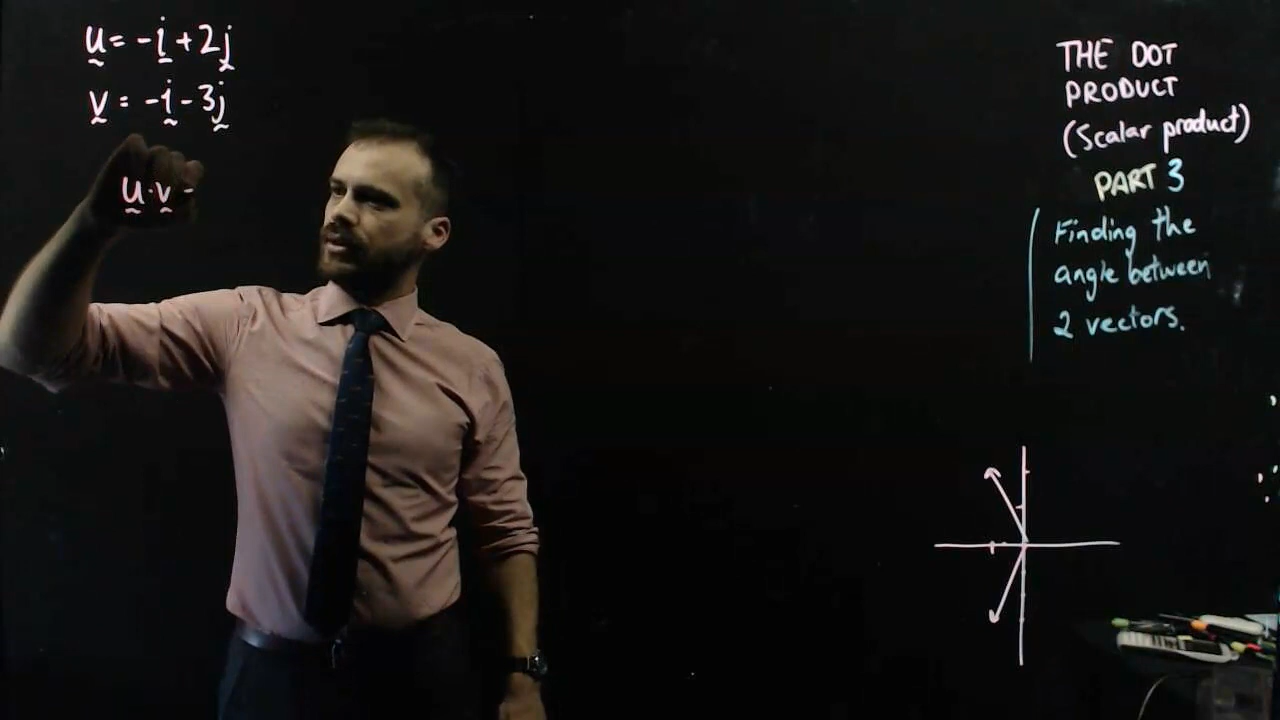 u = -i + 2j
v = -i - 3j
u · v =
THE DOT
PRODUCT
(Scalar product)
PART 3
Finding the
angle between
2 vectors.